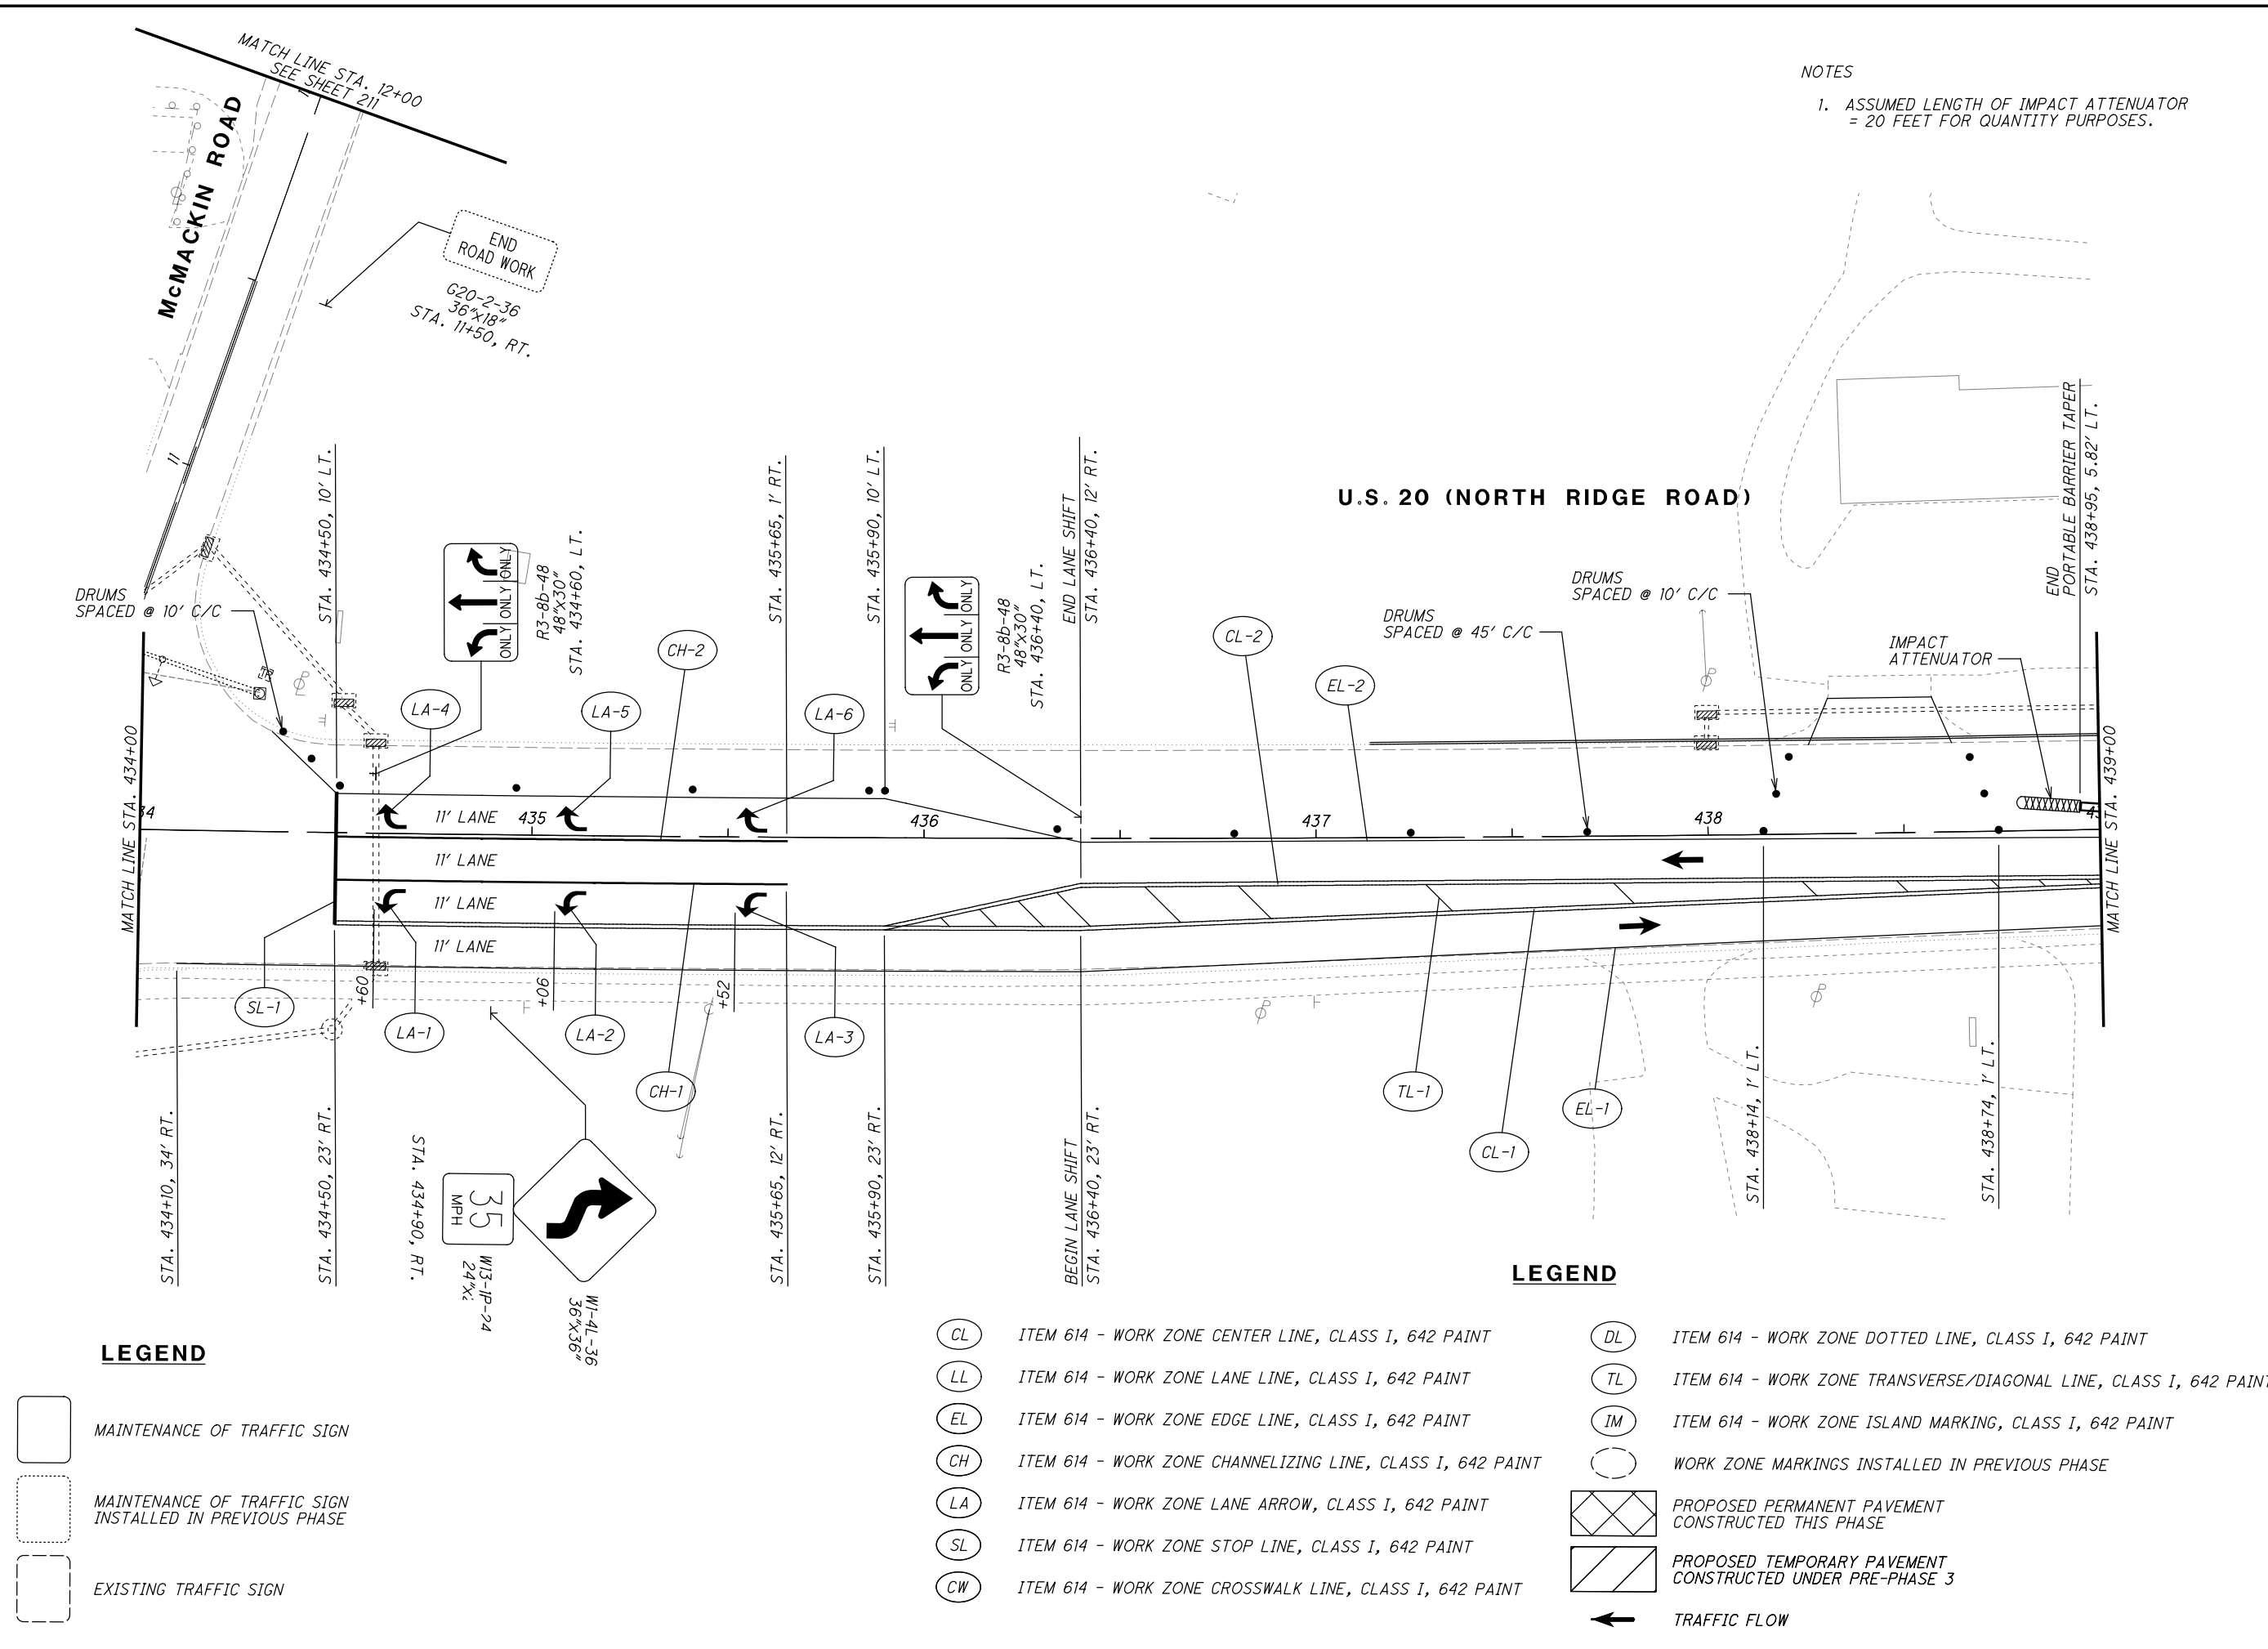 MATCH LINE STA. 12+00
SEE SHEET 211
McMACKIN ROAD
END
ROAD WORK
G20-2-36
36"x18"
STA. 11+50, RT.
11
NOTES
1. ASSUMED LENGTH OF IMPACT ATTENUATOR
= 20 FEET FOR QUANTITY PURPOSES.
U.S. 20 (NORTH RIDGE ROAD)
DRUMS
SPACED @ 10' C/C
STA. 434+50, 10' LT.
ONLY
ONLY
ONLY
R3-8b-48
48"x30"
STA. 434+60, LT.
STA. 435+65, 1' RT.
STA. 435+90, 10' LT.
ONLY
ONLY
ONLY
R3-8b-48
48"x30"
STA. 436+40, LT.
END LANE SHIFT
STA. 436+40, 12' RT.
DRUMS
SPACED @ 45' C/C
DRUMS
SPACED @ 10' C/C
IMPACT
ATTENUATOR
END
PORTABLE BARRIER TAPER
STA. 438+95, 5.82' LT.
CH-2
CL-2
EL-2
LA-4
LA-5
LA-6
MATCH LINE STA. 434+00
34
11' LANE
435
436
437
438
43
11' LANE
11' LANE
11' LANE
MATCH LINE STA. 439+00
SL-1
+60
LA-1
+06
LA-2
+52
LA-3
CH-1
TL-1
CL-1
EL-1
STA. 434+10, 34' RT.
STA. 434+50, 23' RT.
STA. 434+90, RT.
35
MPH
W13-1P-24
W1-4L-36
36"x36"
STA. 435+65, 12' RT.
STA. 435+90, 23' RT.
BEGIN LANE SHIFT
STA. 436+40, 23' RT.
STA. 438+14, 1' LT.
STA. 438+74, 1' LT.
LEGEND
MAINTENANCE OF TRAFFIC SIGN
MAINTENANCE OF TRAFFIC SIGN
INSTALLED IN PREVIOUS PHASE
EXISTING TRAFFIC SIGN
LEGEND
CL ITEM 614 - WORK ZONE CENTER LINE, CLASS I, 642 PAINT
LL ITEM 614 - WORK ZONE LANE LINE, CLASS I, 642 PAINT
EL ITEM 614 - WORK ZONE EDGE LINE, CLASS I, 642 PAINT
CH ITEM 614 - WORK ZONE CHANNELIZING LINE, CLASS I, 642 PAINT
LA ITEM 614 - WORK ZONE LANE ARROW, CLASS I, 642 PAINT
SL ITEM 614 - WORK ZONE STOP LINE, CLASS I, 642 PAINT
CW ITEM 614 - WORK ZONE CROSSWALK LINE, CLASS I, 642 PAINT
DL ITEM 614 - WORK ZONE DOTTED LINE, CLASS I, 642 PAINT
TL ITEM 614 - WORK ZONE TRANSVERSE/DIAGONAL LINE, CLASS I, 642 PAINT
IM ITEM 614 - WORK ZONE ISLAND MARKING, CLASS I, 642 PAINT
WORK ZONE MARKINGS INSTALLED IN PREVIOUS PHASE
PROPOSED PERMANENT PAVEMENT
CONSTRUCTED THIS PHASE
PROPOSED TEMPORARY PAVEMENT
CONSTRUCTED UNDER PRE-PHASE 3
TRAFFIC FLOW